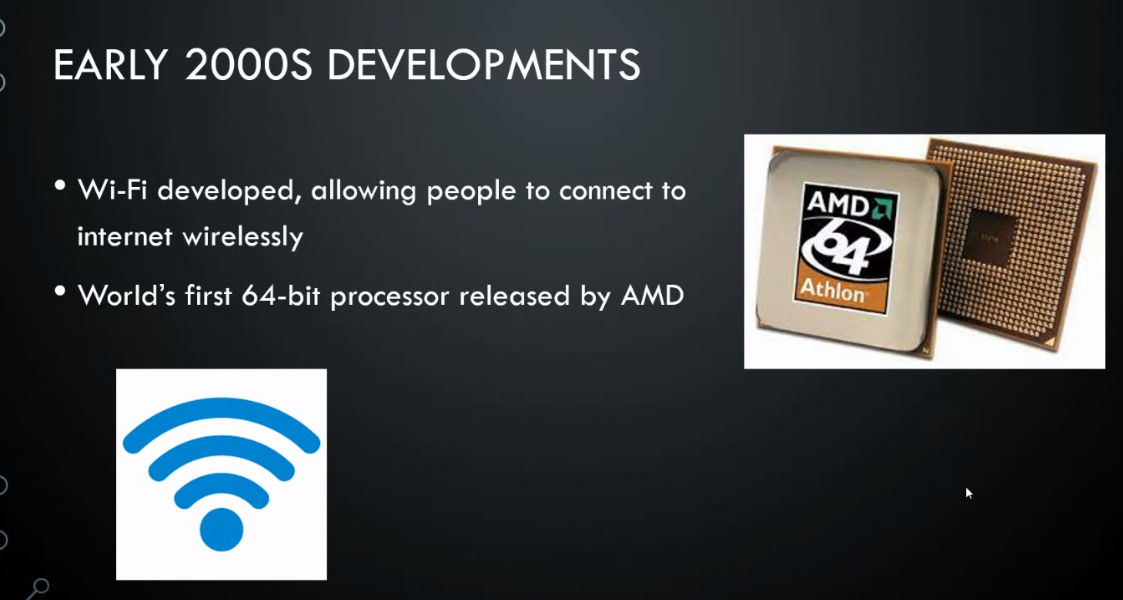 EARLY 2000S DEVELOPMENTS
• Wi-Fi developed, allowing people to connect to
internet wirelessly
• World’s first 64-bit processor released by AMD
AMD
64
Athlon